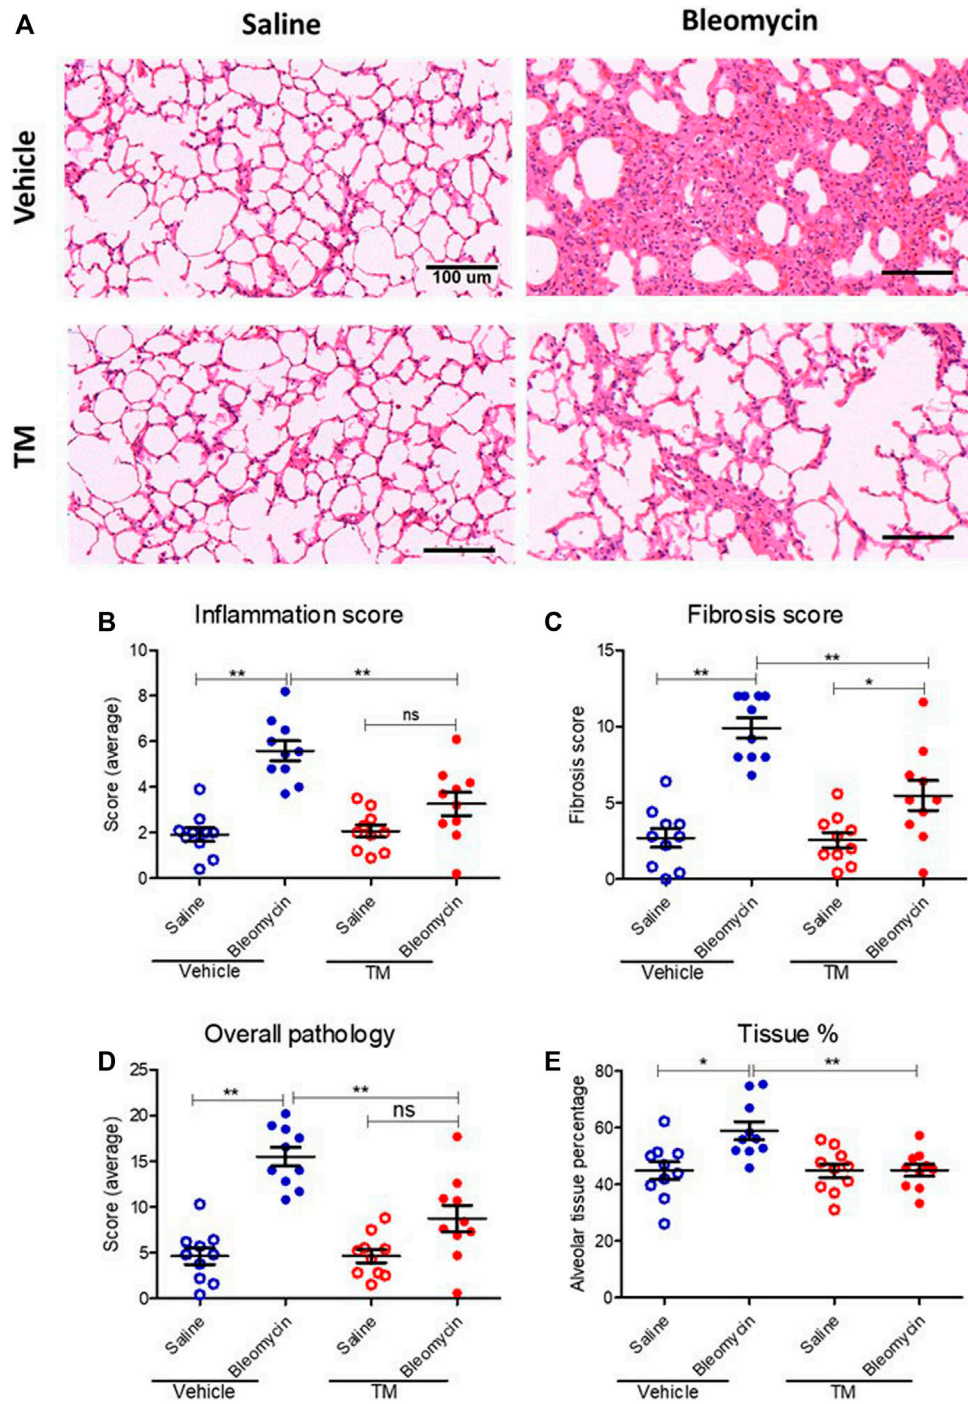 A
Saline
Bleomycin
Vehicle
100 um
TM
B
Inflammation score
10
8
6
4
2
0
Score (average)
**
**
ns
Saline
Bleomycin
Saline
Bleomycin
Vehicle
TM
C
Fibrosis score
15
10
5
0
Fibrosis score
**
**
*
Saline
Bleomycin
Saline
Bleomycin
Vehicle
TM
D
Overall pathology
25
20
15
10
5
0
Score (average)
**
**
ns
Saline
Bleomycin
Saline
Bleomycin
Vehicle
TM
E
Tissue %
80
60
40
20
0
Alveolar tissue percentage
*
**
Saline
Bleomycin
Saline
Bleomycin
Vehicle
TM